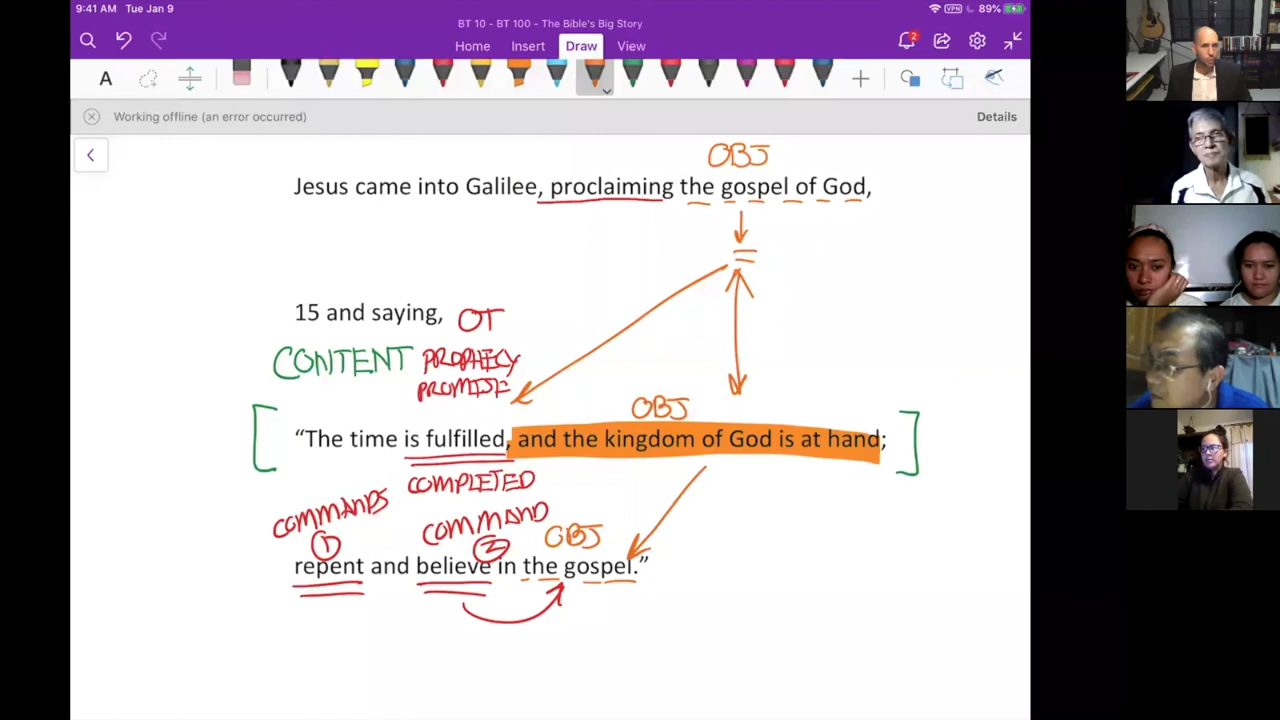 9:41 AM Tue Jan 9
VPN 89%
BT 10 - BT 100 - The Bible's Big Story
Home Insert Draw View
2
A
Working offline (an error occurred) Details
OBJ
Jesus came into Galilee, proclaiming the gospel of God,
=
15 and saying, OT
CONTENT PROPHECY
PROMISE
OBJ
“The time is fulfilled, and the kingdom of God is at hand;
COMPLETED
COMMANDS COMMAND
1 2 OBJ
repent and believe in the gospel.”